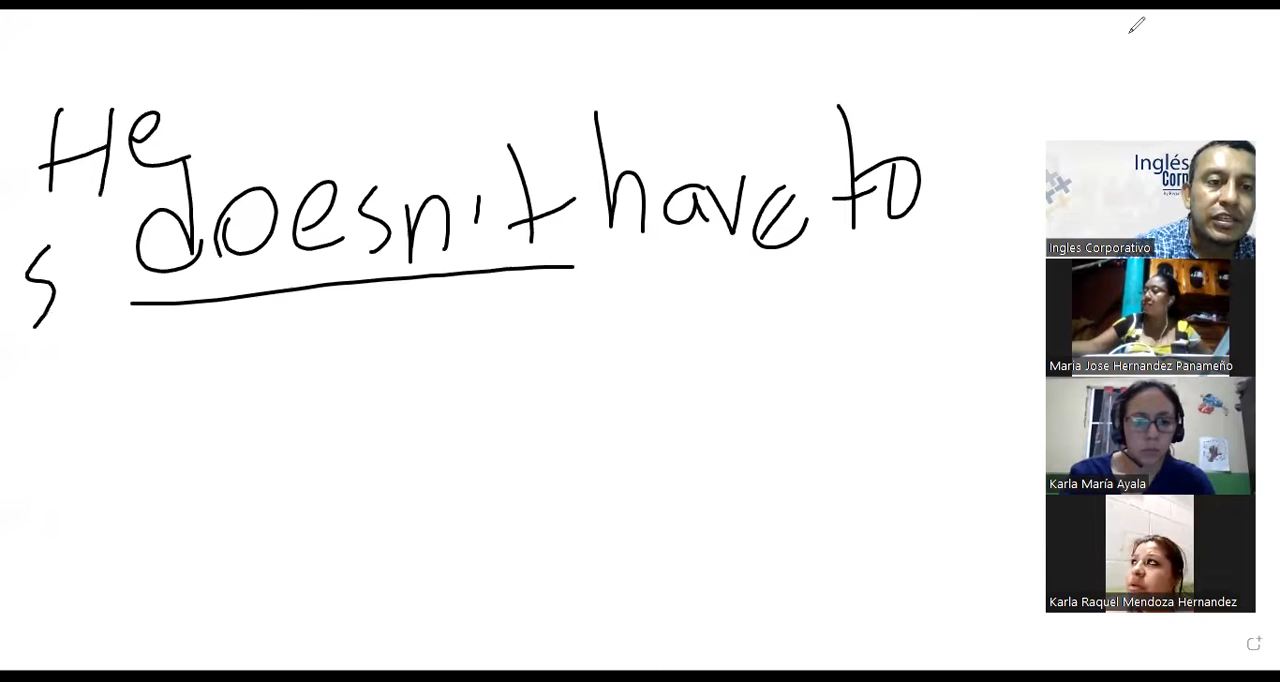 He
doesn't have to
s
Inglés
Corp
Ingles Corporativo
Maria Jose Hernandez Panameño
Karla María Ayala
Karla Raquel Mendoza Hernandez